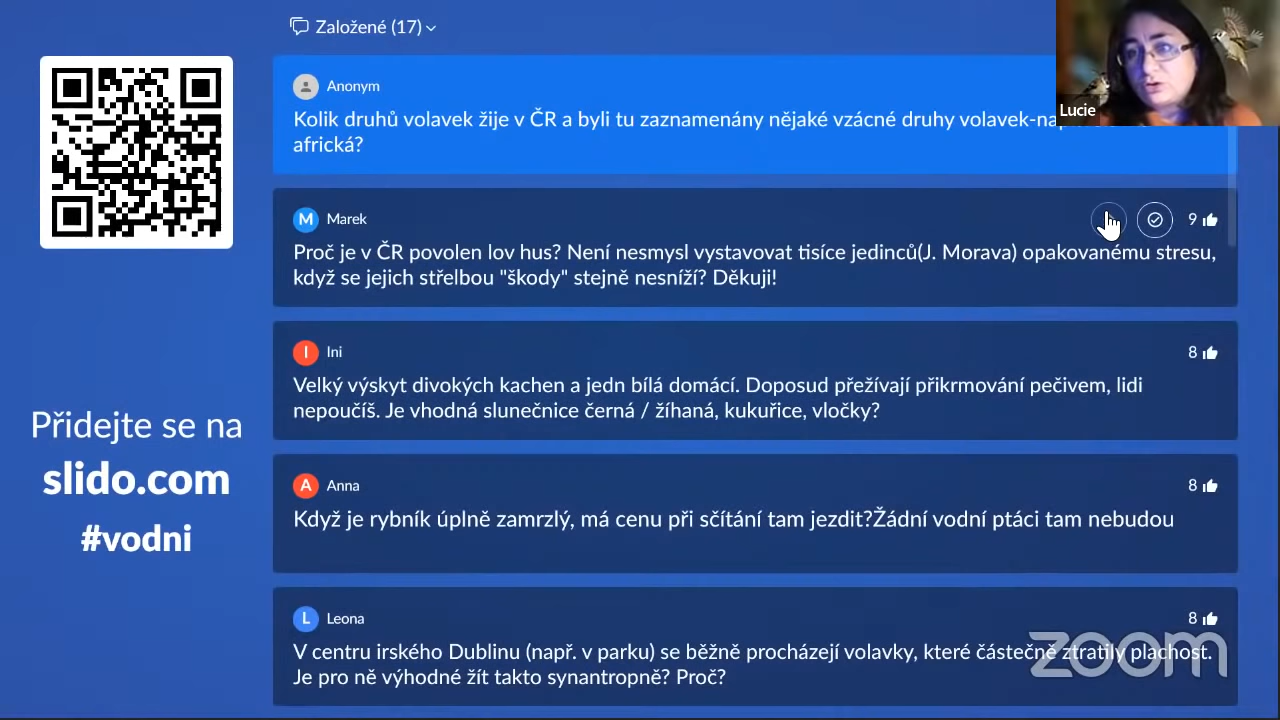 Založené (17)
Anonym
Kolik druhů volavek žije v ČR a byli tu zaznamenány nějaké vzácné druhy volavek-
africká?
Lucie
Marek
9
Proč je v ČR povolen lov hus? Není nesmysl vystavovat tisíce jedinců(J. Morava) opakovanému stresu,
když se jejich střelbou "škody" stejně nesníží? Děkuji!
Ini
8
Velký výskyt divokých kachen a jedn bílá domácí. Doposud přežívají přikrmování pečivem, lidi
nepoučíš. Je vhodná slunečnice černá / žíhaná, kukuřice, vločky?
Anna
8
Když je rybník úplně zamrzlý, má cenu při sčítání tam jezdit?Žádní vodní ptáci tam nebudou
Leona
8
V centru irského Dublinu (např. v parku) se běžně procházejí volavky, které částečně ztratily plachost.
Je pro ně výhodné žít takto synantropně? Proč?
Přidejte se na
slido.com
#vodni
zoom